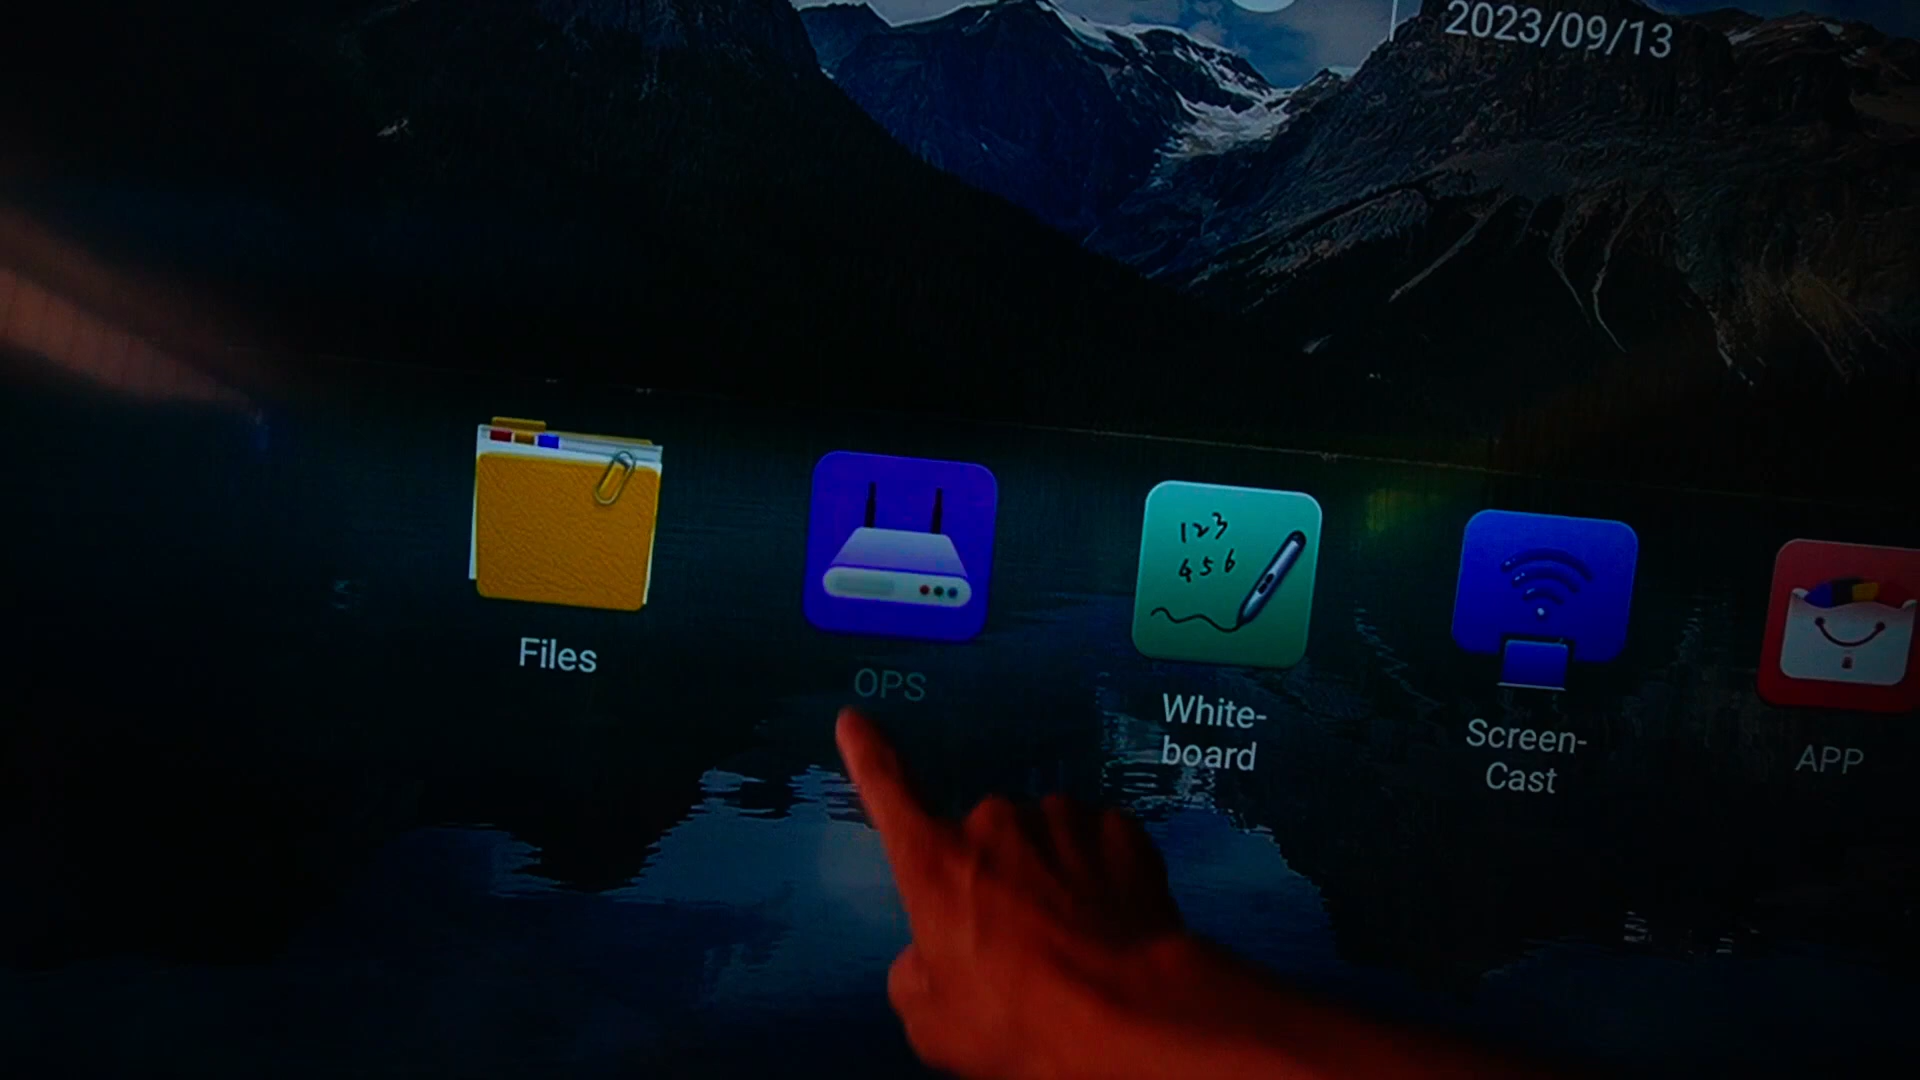 2023/09/13
123
456
Files
OPS
White-
board
Screen-
Cast
APP